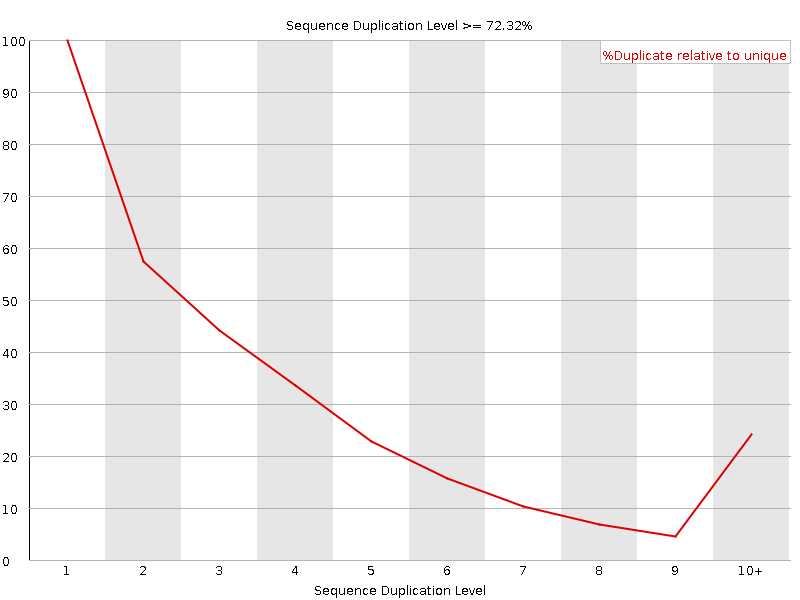 Sequence Duplication Level >= 72.32%
%Duplicate relative to unique
100
90
80
70
60
50
40
30
20
10
0
1 2 3 4 5 6 7 8 9 10+
Sequence Duplication Level